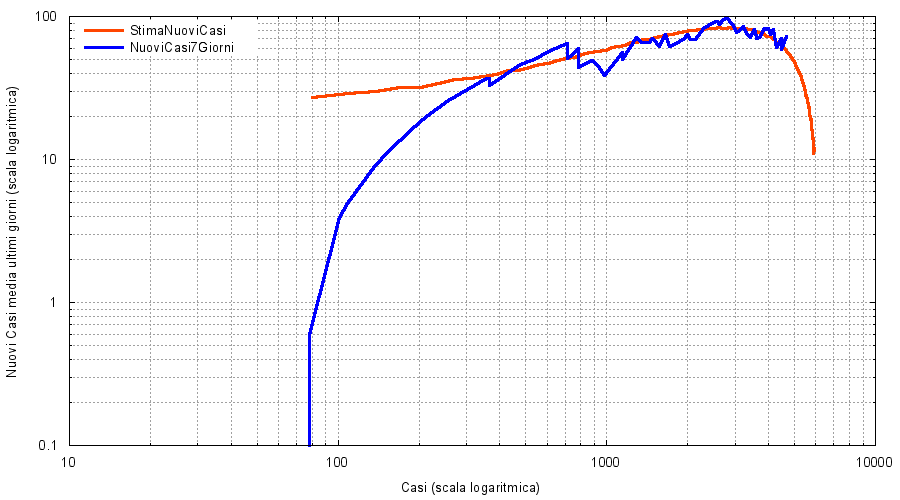 StimaNuoviCasi
NuoviCasi7Giorni
Nuovi Casi media ultimi giorni (scala logaritmica)
100
10
1
0.1
10
100
1000
10000
Casi (scala logaritmica)